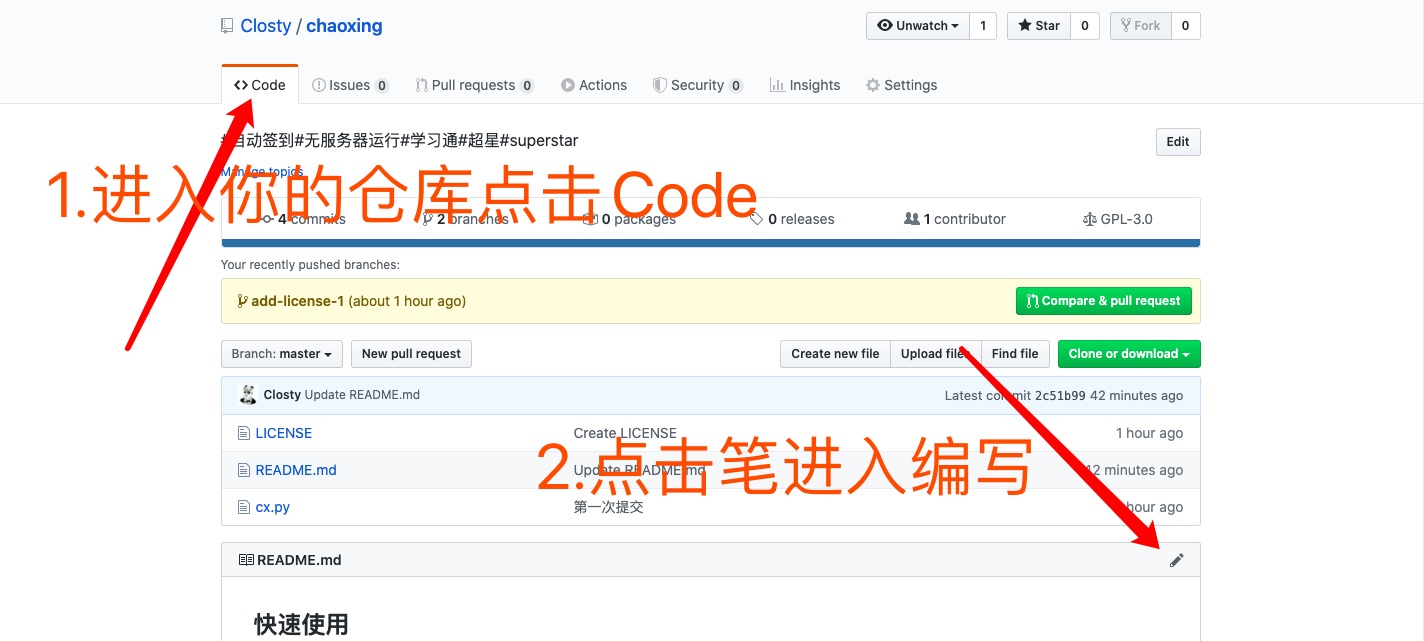 Closty / chaoxing
Unwatch 1 Star 0 Fork 0
Code Issues 0 Pull requests 0 Actions Security 0 Insights Settings
#自动签到#无服务器运行#学习通#超星#superstar
Edit
Manage topics
1.进入你的仓库点击Code
4 commits 2 branches 0 packages 0 releases 1 contributor GPL-3.0
Your recently pushed branches:
add-license-1 (about 1 hour ago)
Compare & pull request
Branch: master New pull request Create new file Upload files Find file Clone or download
Closty Update README.md Latest commit 2c51b99 42 minutes ago
LICENSE Create LICENSE 1 hour ago
2.点击笔进入编写
README.md Update README.md 42 minutes ago
cx.py 第一次提交 hour ago
README.md
快速使用